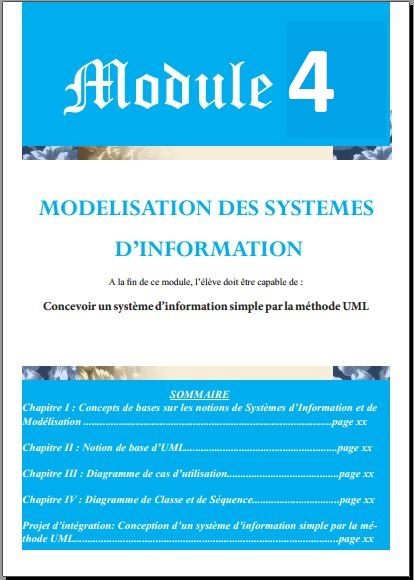 Module 4
MODELISATION DES SYSTEMES
D'INFORMATION
A la fin de ce module, l'élève doit être capable de :
Concevoir un système d'information simple par la méthode UML
SOMMAIRE
Chapitre I : Concepts de bases sur les notions de Systèmes d'Information et de
Modélisation ...................................................................................page xx
Chapitre II : Notion de base d'UML...................................................page xx
Chapitre III : Diagramme de cas d'utilisation.....................................page xx
Chapitre IV : Diagramme de Classe et de Séquence............................page xx
Projet d'intégration: Conception d'un système d'information simple par la mé-
thode UML.....................................................................................page xx